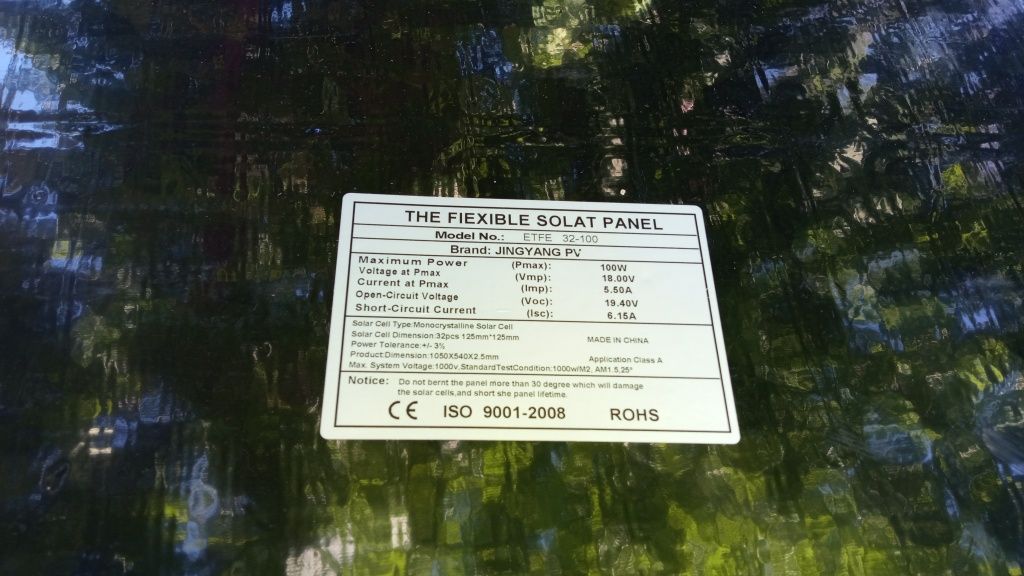 THE FIEXIBLE SOLAT PANEL
Model No.: ETFE 32-100
Brand: JINGYANG PV
Maximum Power (Pmax): 100W
Voltage at Pmax (Vmp): 18.00V
Current at Pmax (Imp): 5.50A
Open-Circuit Voltage (Voc): 19.40V
Short-Circuit Current (Isc): 6.15A
Solar Cell Type:Monocrystalline Solar Cell
Solar Cell Dimension:32pcs 125mm*125mm MADE IN CHINA
Power Tolerance:+/- 3%
Product Dimension:1050X540X2.5mm Application Class A
Max. System Voltage:1000v,StandardTestCondition:1000w/M2, AM1.5,25°
Notice: Do not bernt the panel more than 30 degree which will damage
the solar cells,and short she panel lifetime.
CE ISO 9001-2008 ROHS